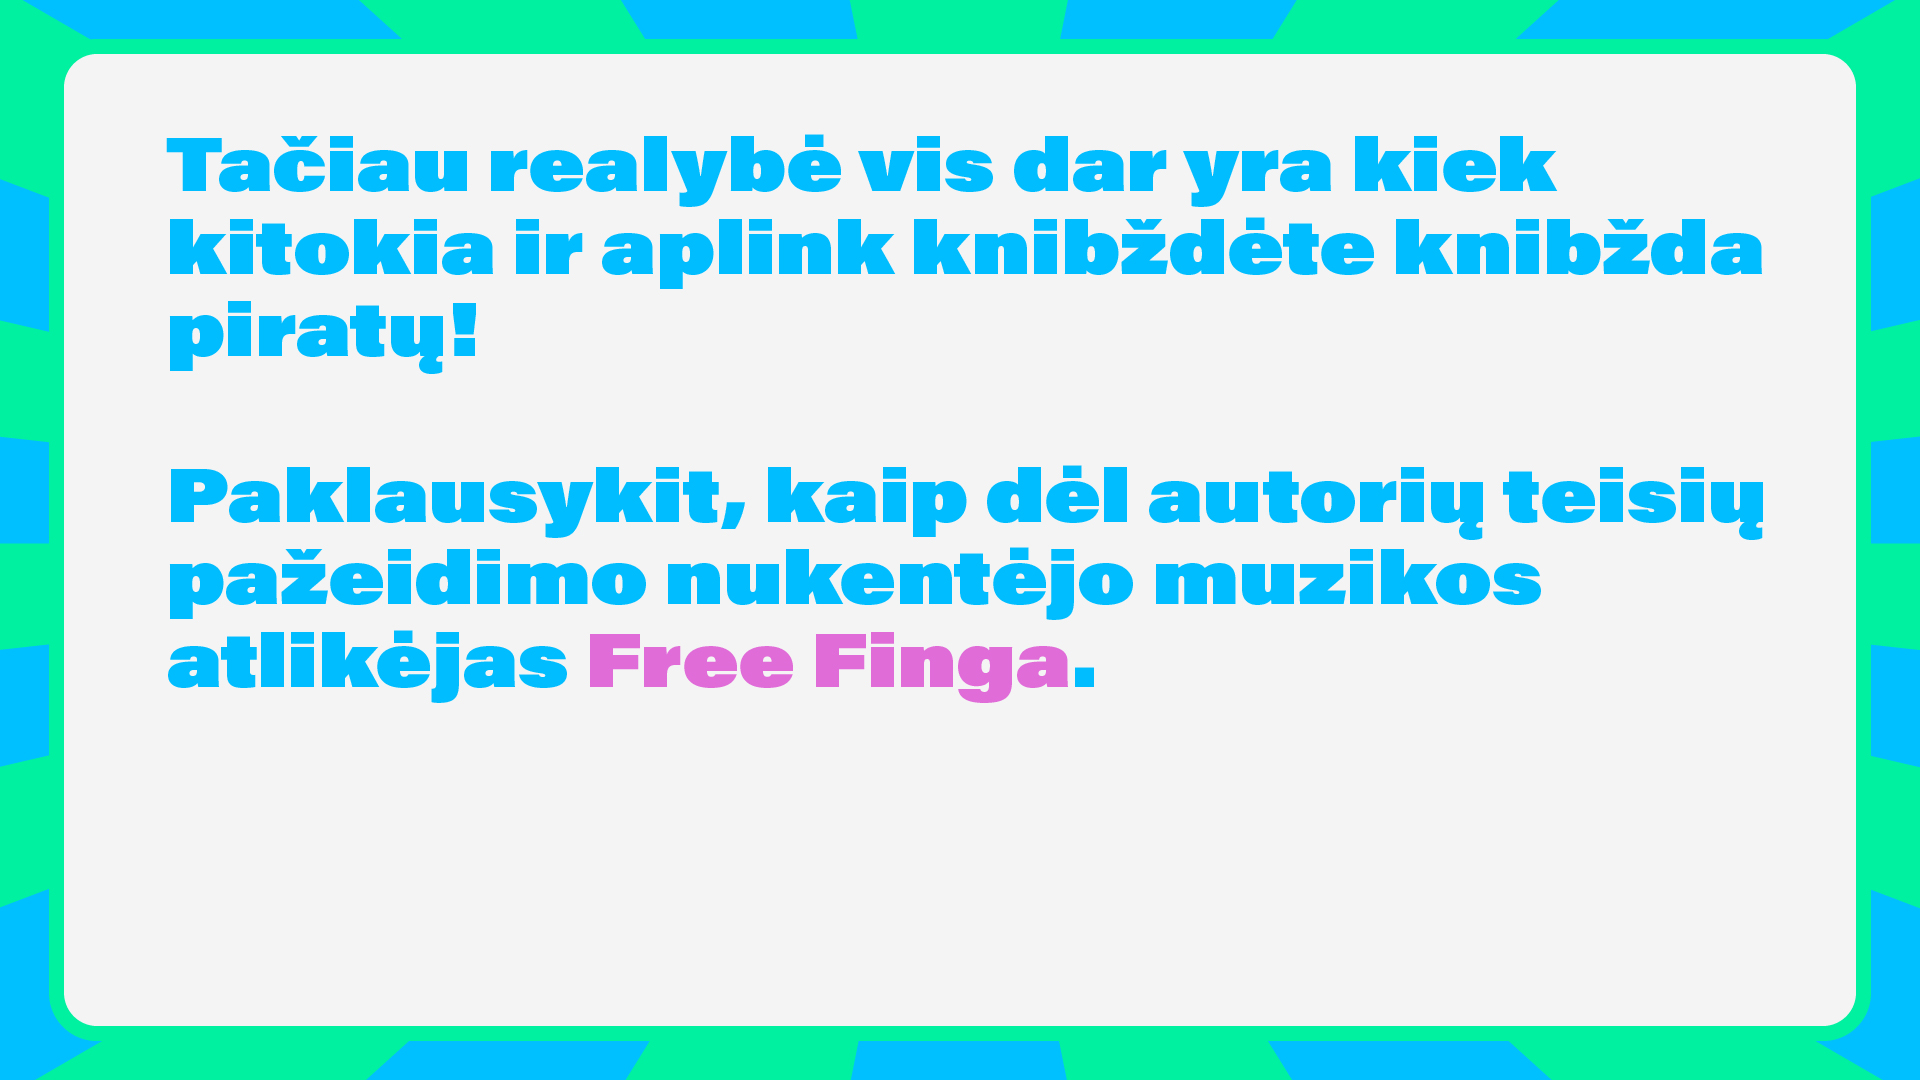 Tačiau realybė vis dar yra kiek
kitokia ir aplink knibždėte knibžda
piratų!
Paklausykit, kaip dėl autorių teisių
pažeidimo nukentėjo muzikos
atlikėjas Free Finga.